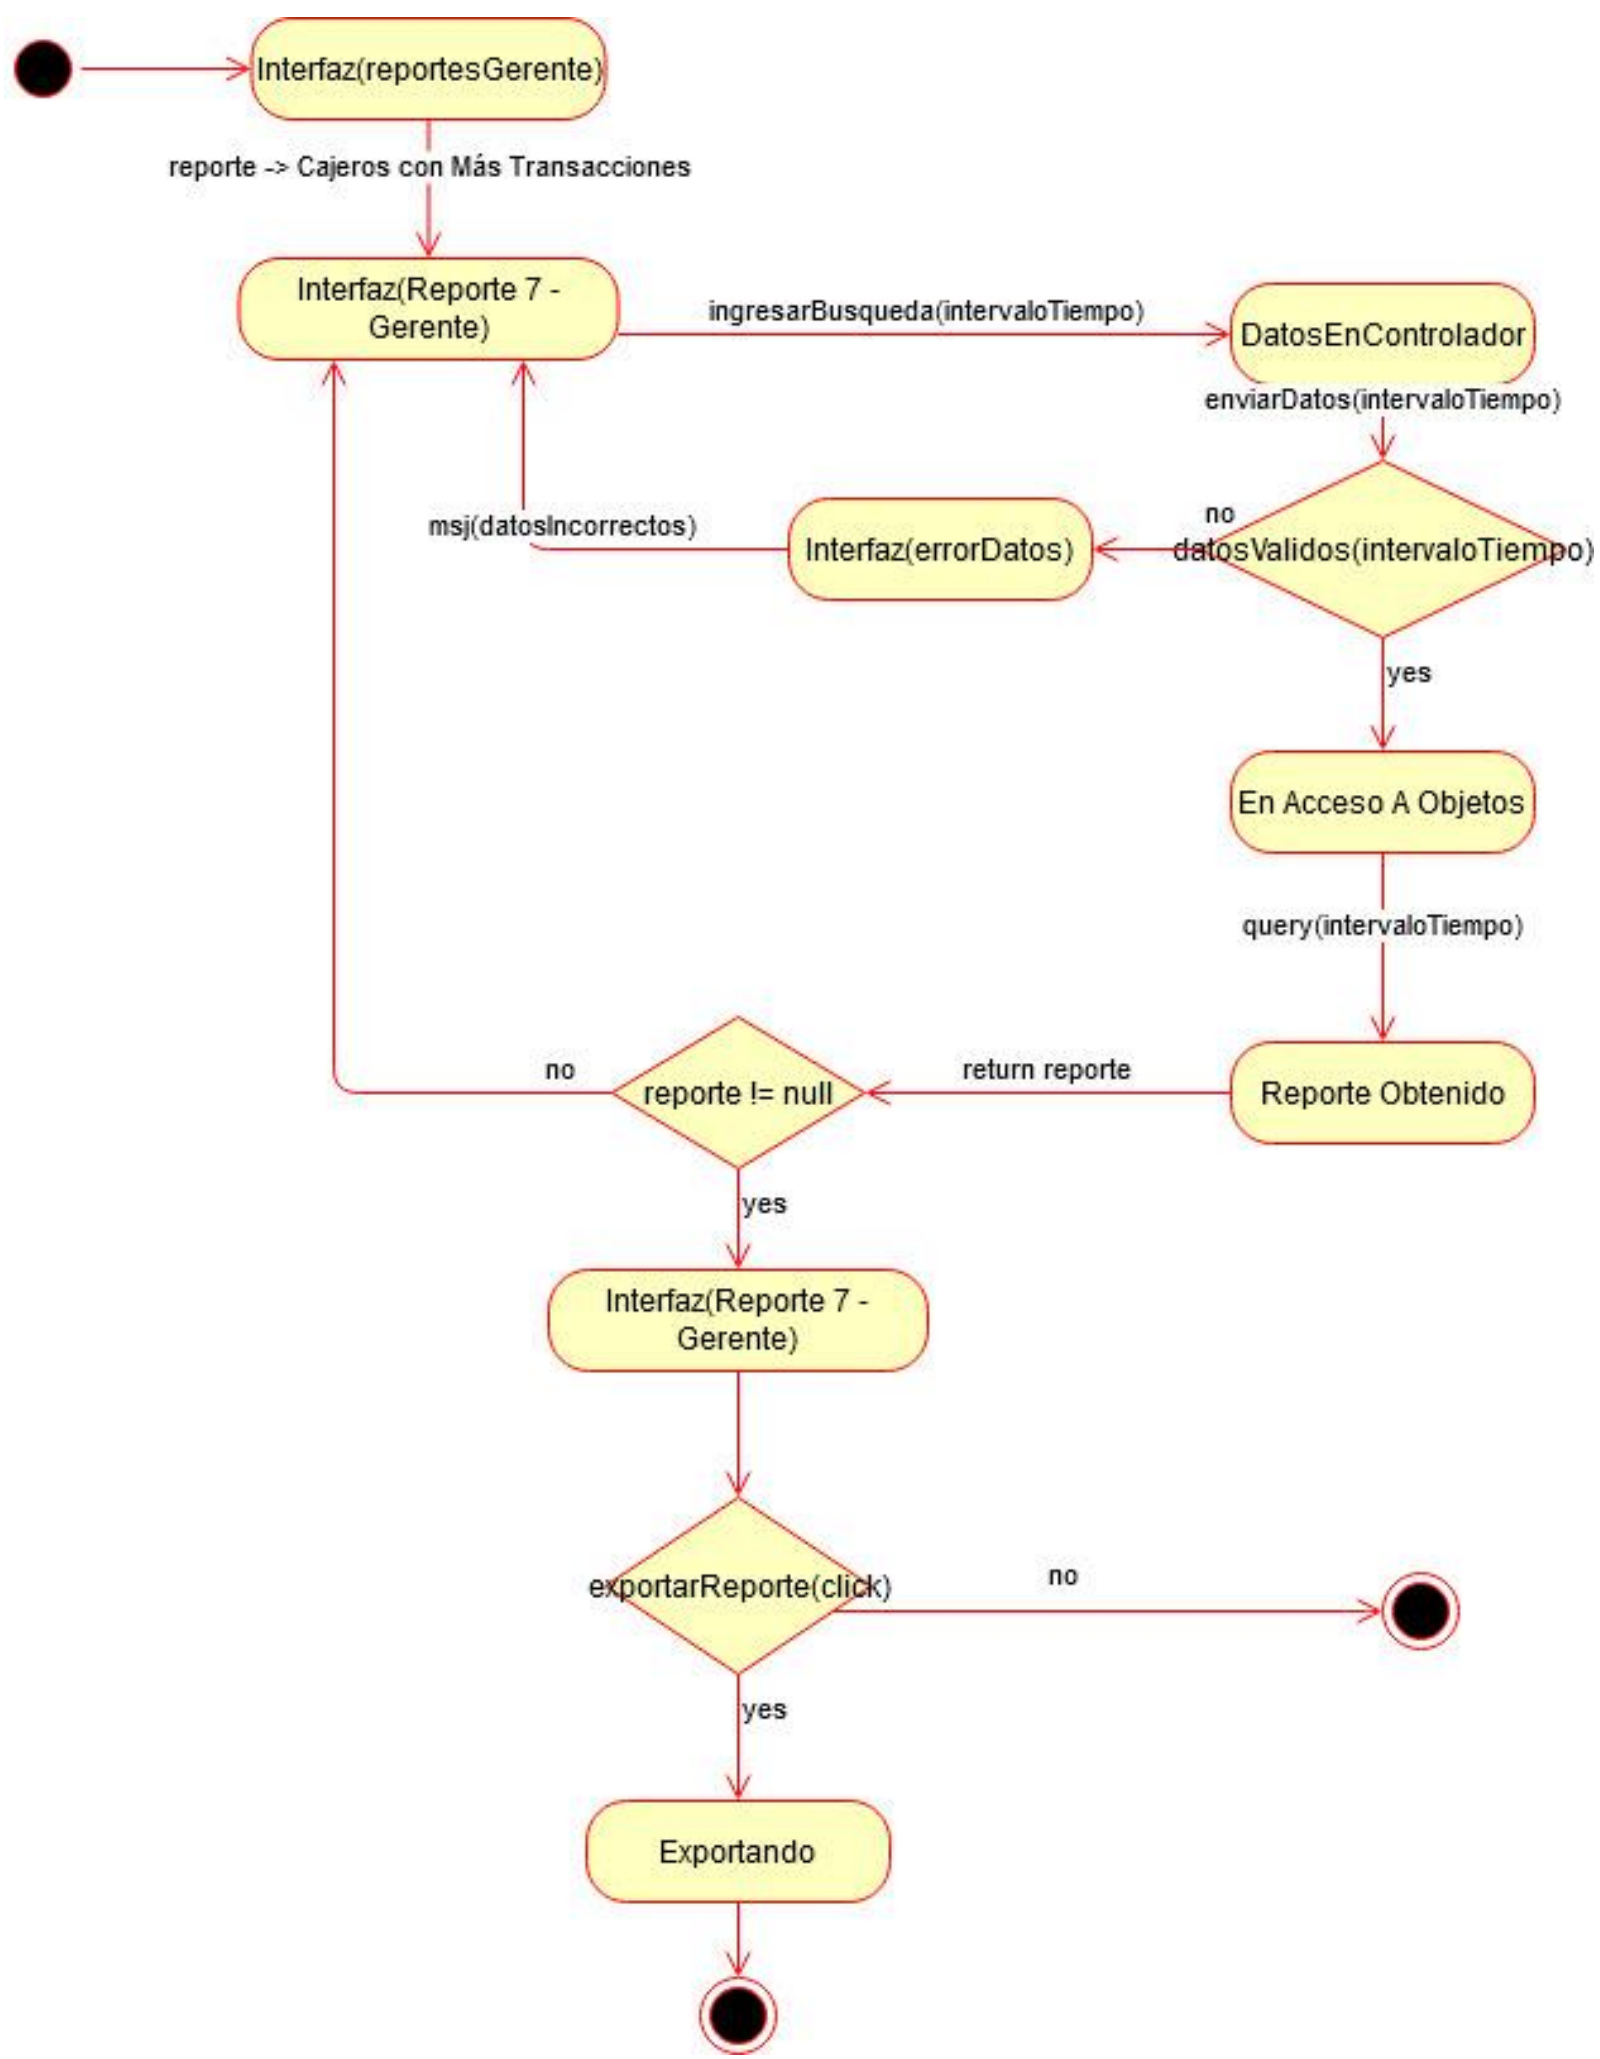 Interfaz(reportesGerente)
reporte -> Cajeros con Más Transacciones
Interfaz(Reporte 7 -
Gerente)
ingresarBusqueda(intervaloTiempo)
DatosEnControlador
enviarDatos(intervaloTiempo)
no
datosValidos(intervaloTiempo)
Interfaz(errorDatos)
msj(datosIncorrectos)
yes
En Acceso A Objetos
query(intervaloTiempo)
Reporte Obtenido
return reporte
reporte != null
no
yes
Interfaz(Reporte 7 -
Gerente)
exportarReporte(click)
no
yes
Exportando